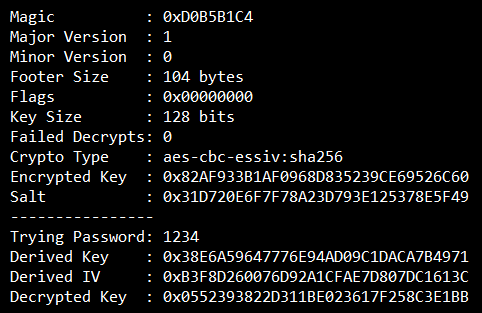 Magic          : 0xD0B5B1C4
Major Version  : 1
Minor Version  : 0
Footer Size    : 104 bytes
Flags          : 0x00000000
Key Size       : 128 bits
Failed Decrypts: 0
Crypto Type    : aes-cbc-essiv:sha256
Encrypted Key  : 0x82AF933B1AF0968D835239CE69526C60
Salt           : 0x31D720E6F7F78A23D793E125378E5F49
----------------
Trying Password: 1234
Derived Key    : 0x38E6A59647776E94AD09C1DACA7B4971
Derived IV     : 0xB3F8D260076D92A1CFAE7D807DC1613C
Decrypted Key  : 0x0552393822D311BE023617F258C3E1BB